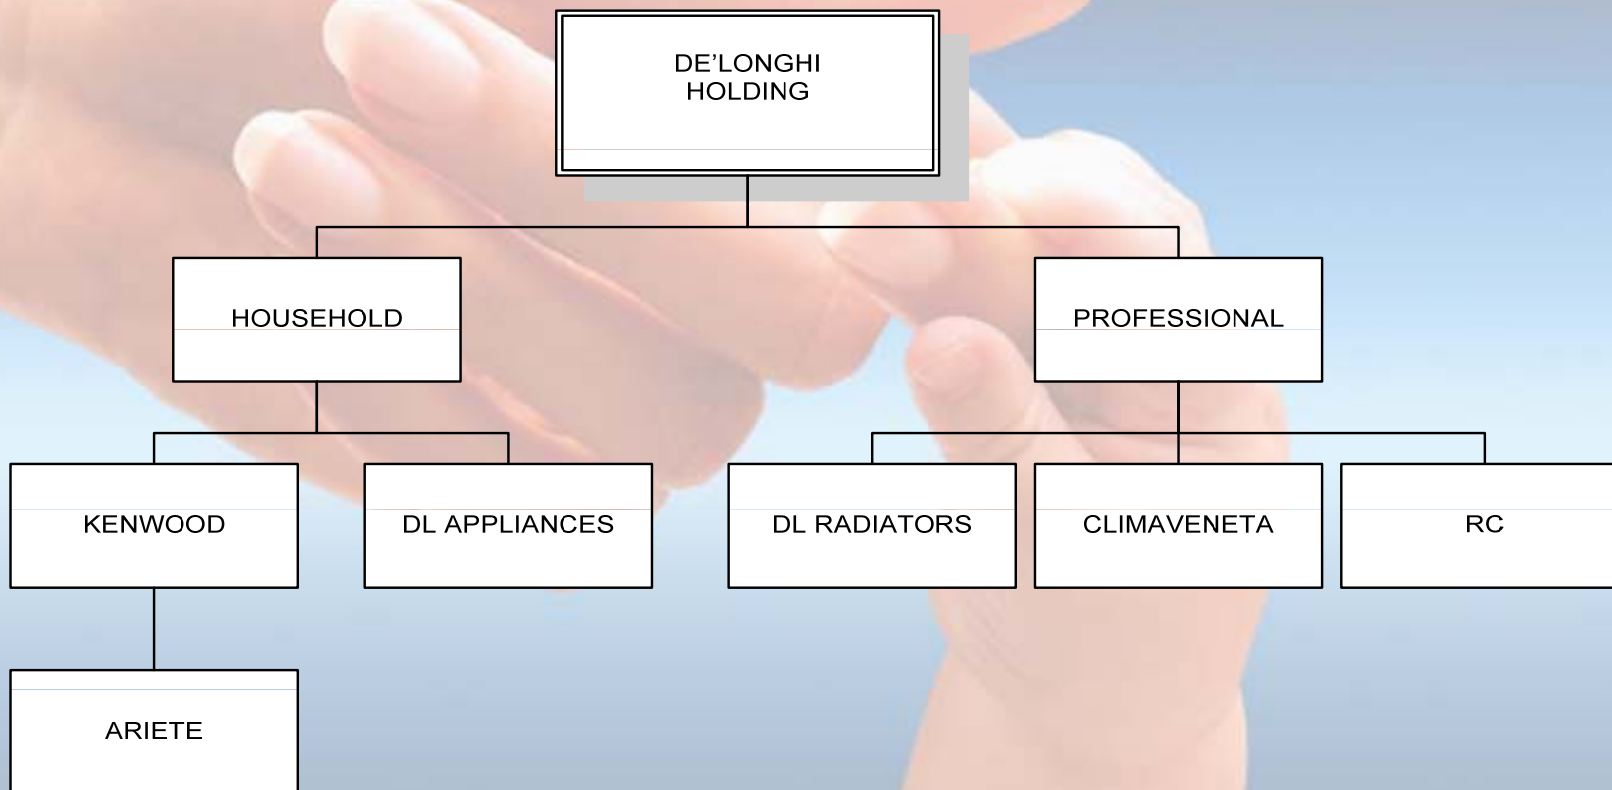 DE’LONGHI
HOLDING
HOUSEHOLD
PROFESSIONAL
KENWOOD
DL APPLIANCES
DL RADIATORS
CLIMAVENETA
RC
ARIETE